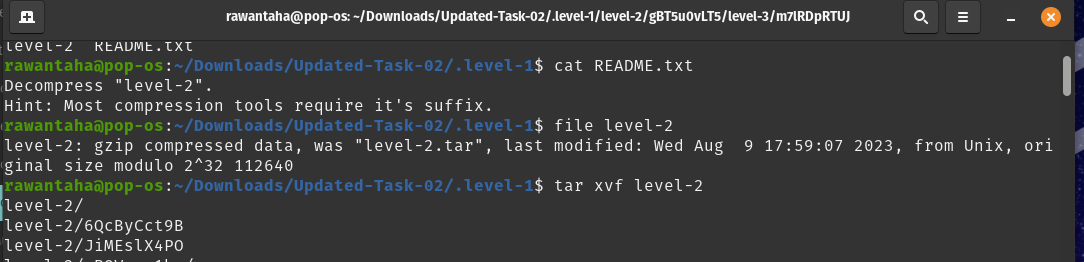 rawantaha@pop-os: ~/Downloads/Updated-Task-02/.level-1/level-2/gBT5u0vLT5/level-3/m7lRDpRTUJ
level-2  README.txt
rawantaha@pop-os:~/Downloads/Updated-Task-02/.level-1$ cat README.txt
Decompress "level-2".
Hint: Most compression tools require it's suffix.
rawantaha@pop-os:~/Downloads/Updated-Task-02/.level-1$ file level-2
level-2: gzip compressed data, was "level-2.tar", last modified: Wed Aug  9 17:59:07 2023, from Unix, ori
ginal size modulo 2^32 112640
rawantaha@pop-os:~/Downloads/Updated-Task-02/.level-1$ tar xvf level-2
level-2/
level-2/6QcByCct9B
level-2/JiMEslX4PO